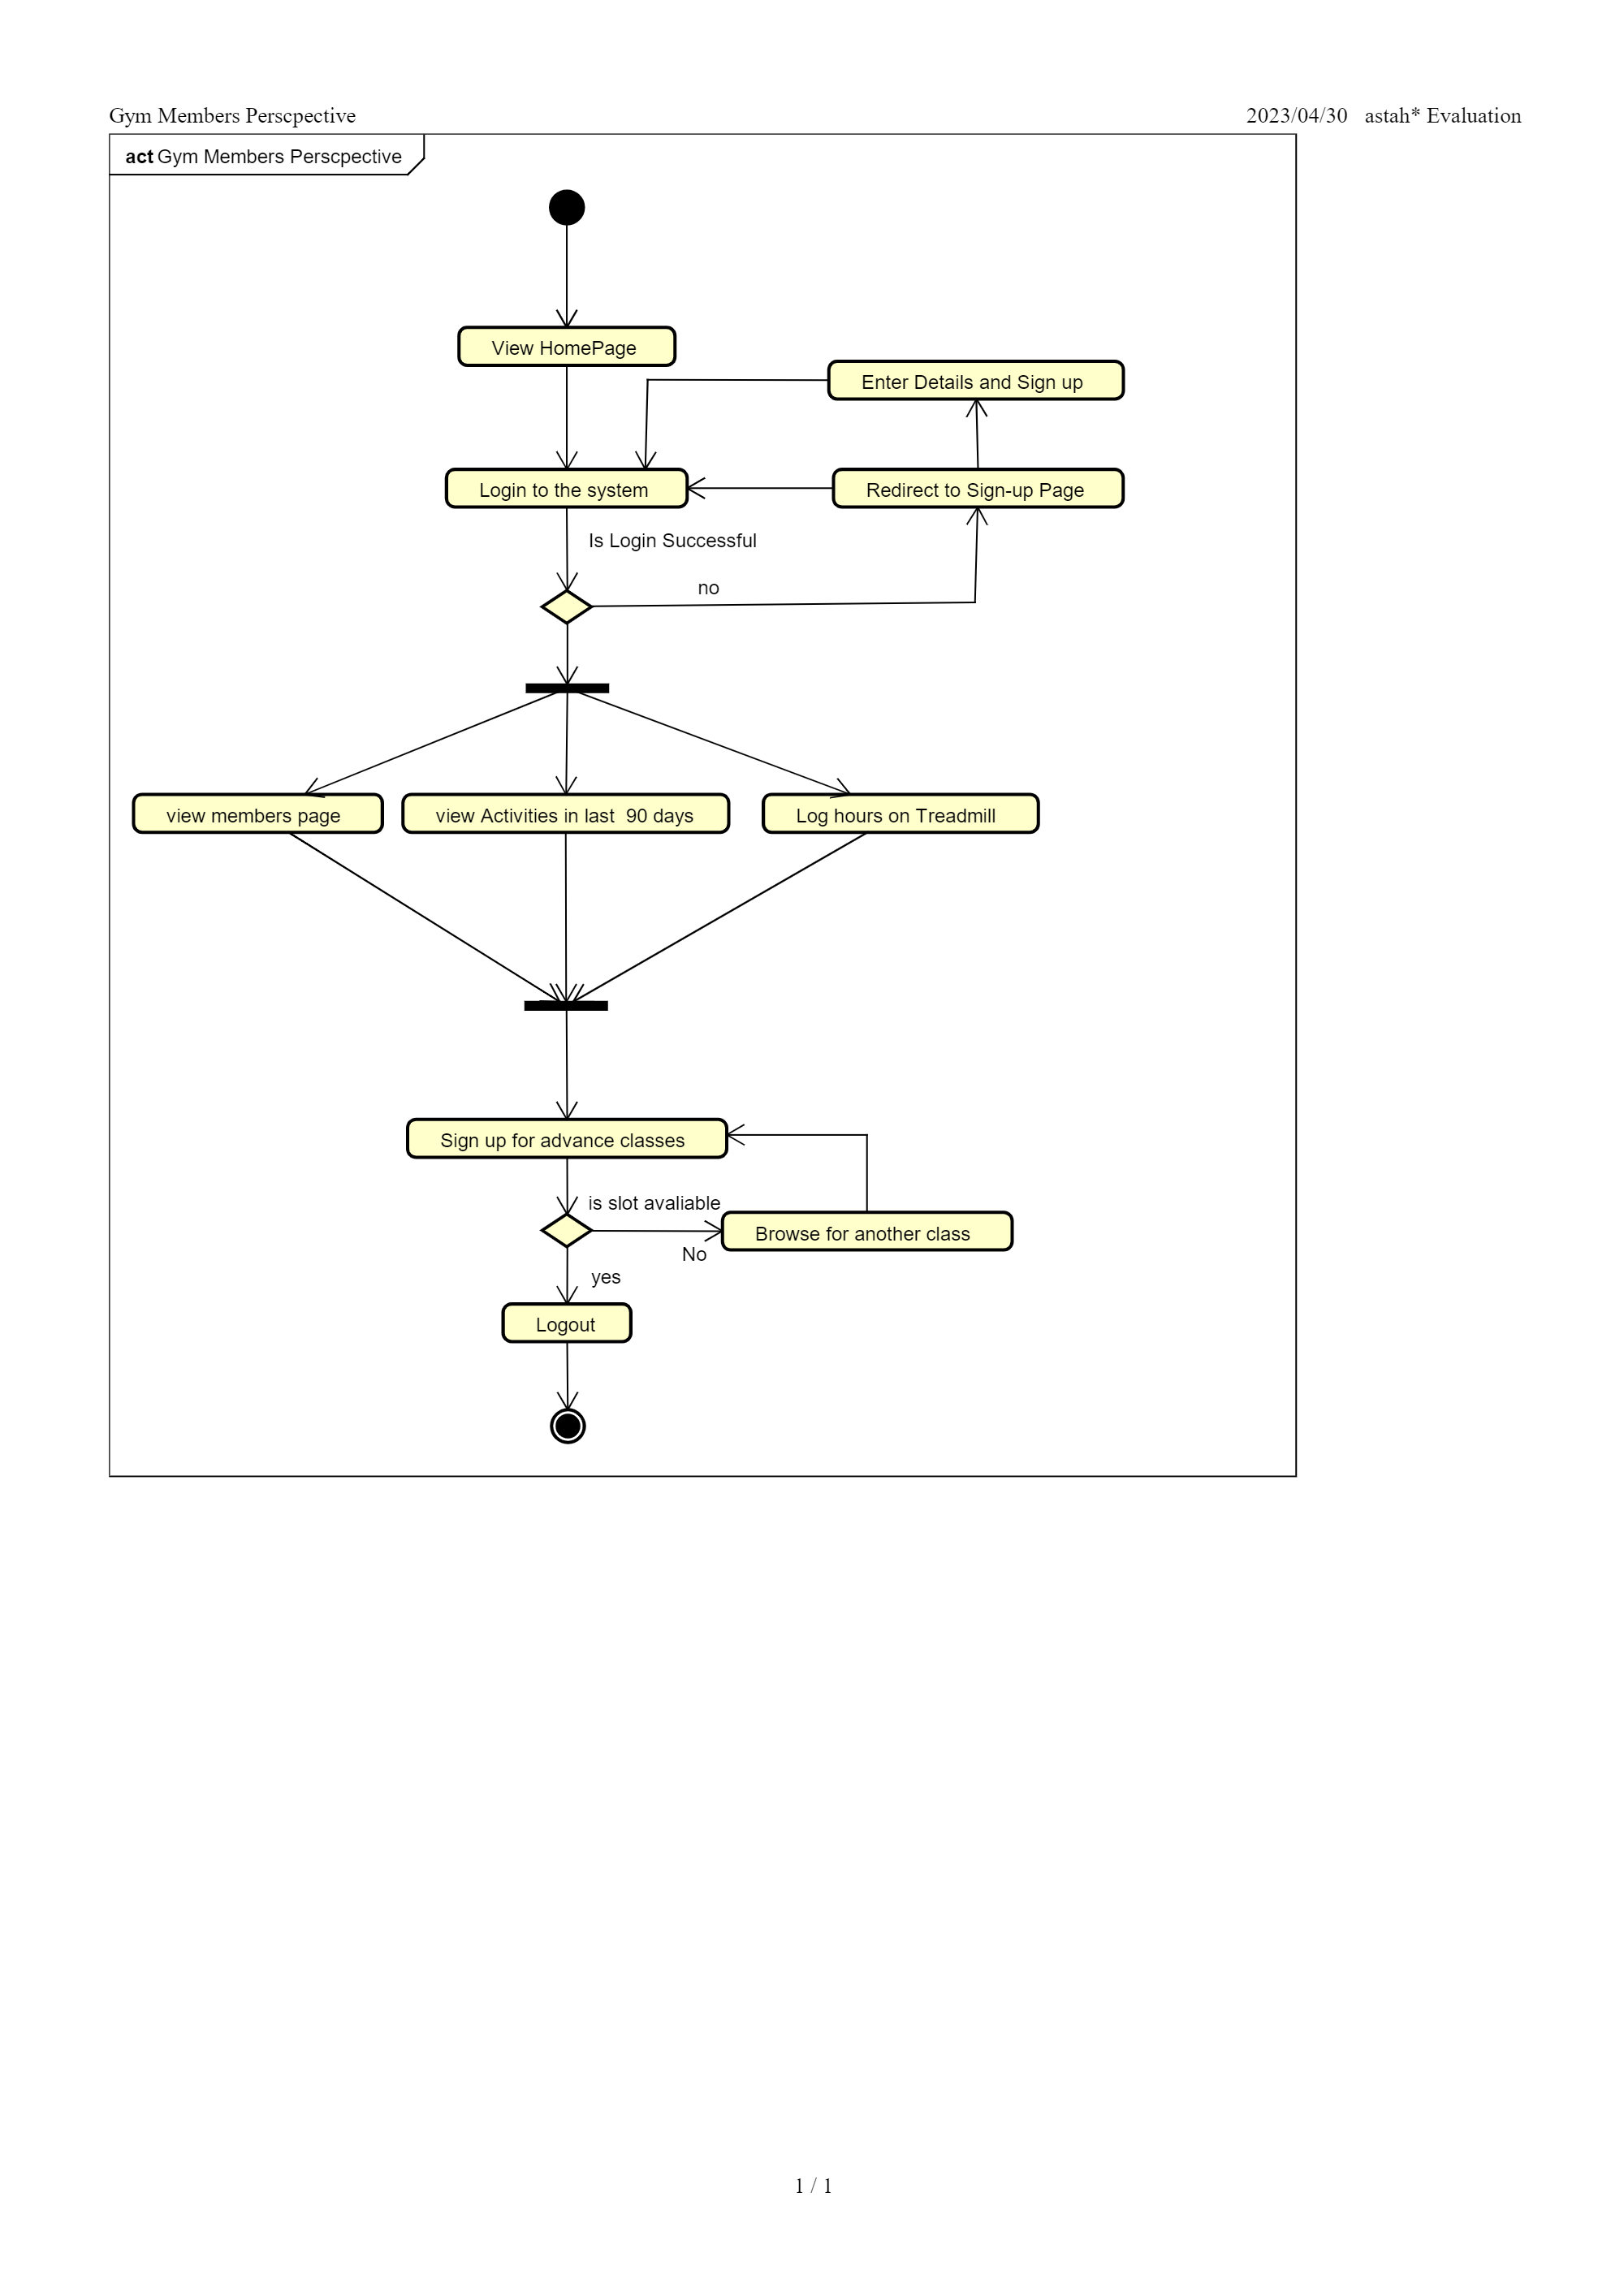 Gym Members Perscpective
2023/04/30 astah* Evaluation
act Gym Members Perscpective
View HomePage
Enter Details and Sign up
Login to the system
Redirect to Sign-up Page
Is Login Successful
no
view members page
view Activities in last  90 days
Log hours on Treadmill
Sign up for advance classes
is slot avaliable
Browse for another class
No
yes
Logout
1 / 1